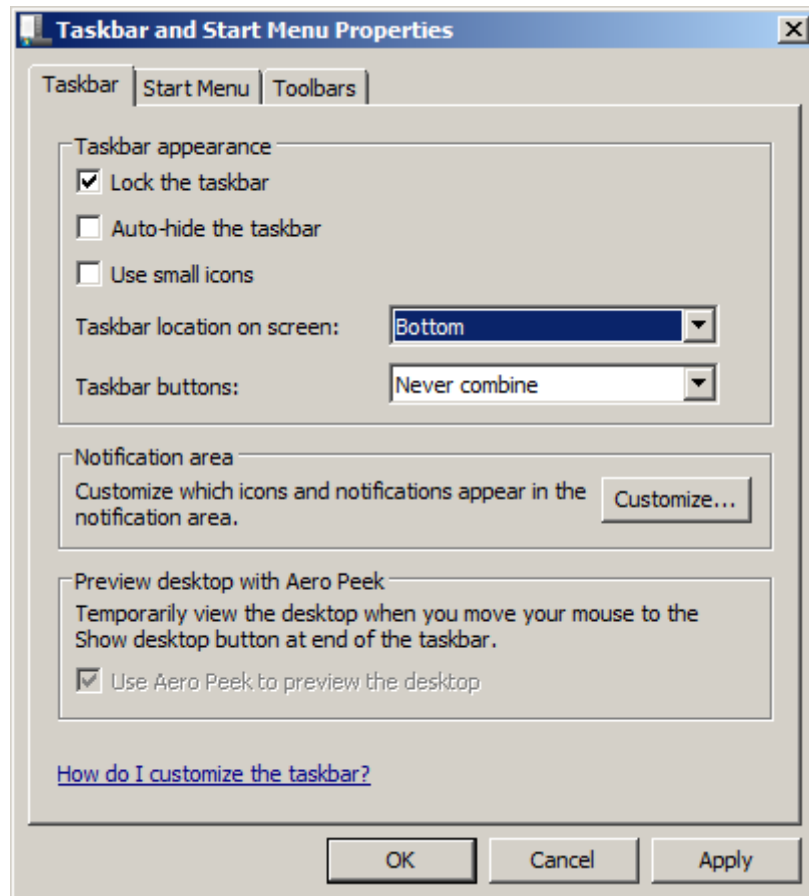 Taskbar and Start Menu Properties
Taskbar
Start Menu
Toolbars
Taskbar appearance
Lock the taskbar
Auto-hide the taskbar
Use small icons
Taskbar location on screen: Bottom
Taskbar buttons: Never combine
Notification area
Customize which icons and notifications appear in the
notification area.
Customize...
Preview desktop with Aero Peek
Temporarily view the desktop when you move your mouse to the
Show desktop button at end of the taskbar.
Use Aero Peek to preview the desktop
How do I customize the taskbar?
OK
Cancel
Apply